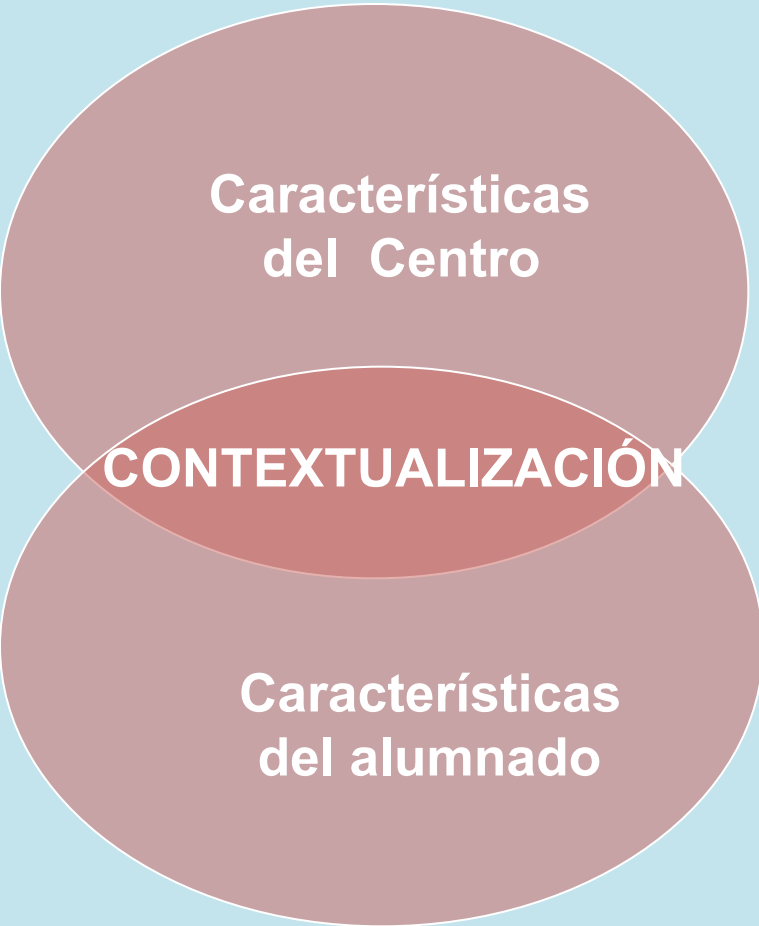 Características
del  Centro
CONTEXTUALIZACIÓN
Características
del alumnado